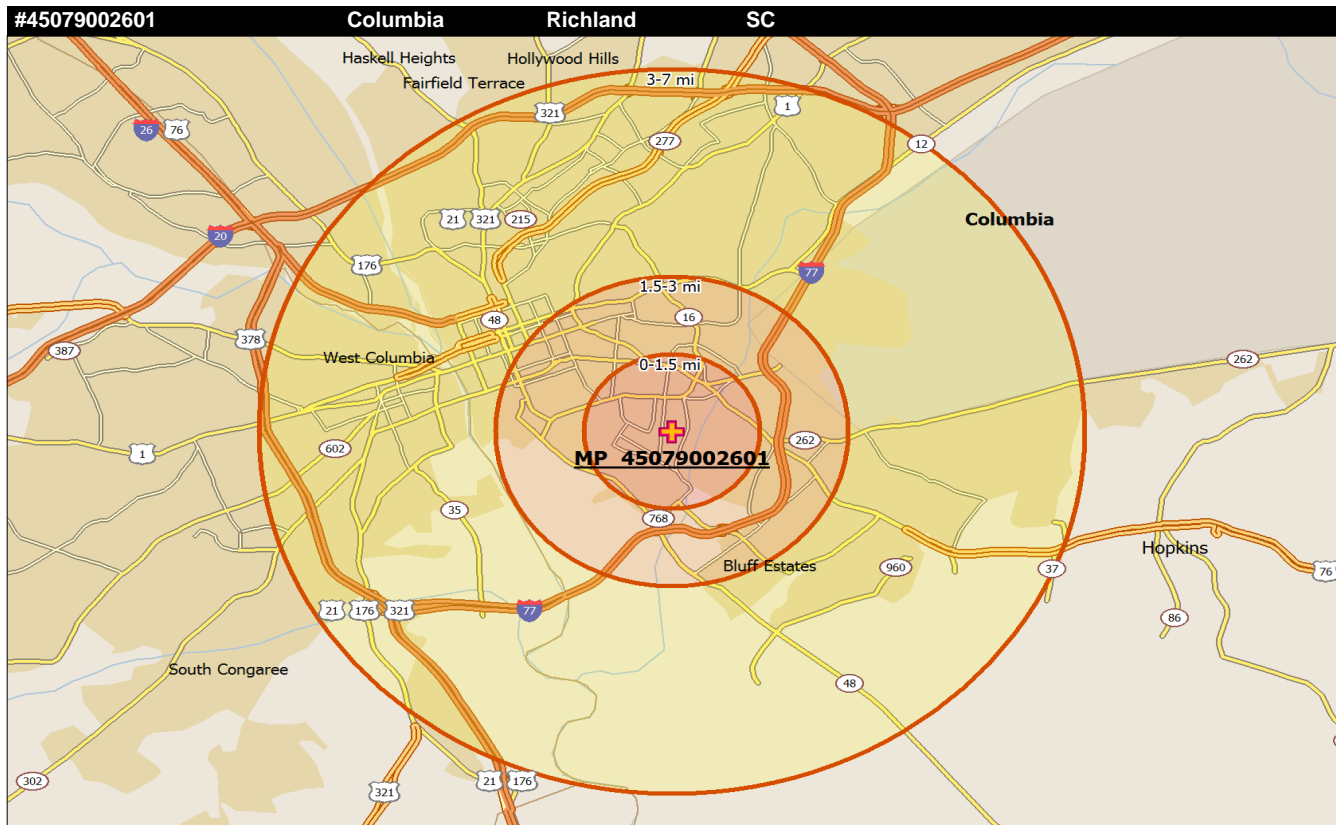 #45079002601 Columbia Richland SC
Haskell Heights Hollywood Hills
Fairfield Terrace
3-7 mi
321
1
26 76
277
12
21 321 215
Columbia
20
176
77
1.5-3 mi
48
16
378
387
West Columbia
262
0-1.5 mi
602
262
1
MP 45079002601
35
768
Hopkins
Bluff Estates
960
37
76
21 176 321
77
86
South Congaree
48
302
21 176
321